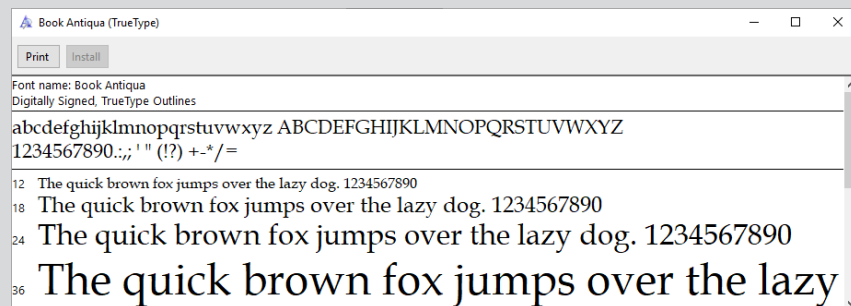 Book Antiqua (TrueType)
Print Install
Font name: Book Antiqua
Digitally Signed, TrueType Outlines
abcdefghijklmnopqrstuvwxyz ABCDEFGHIJKLMNOPQRSTUVWXYZ
1234567890.:,; ' " (!?) +-*/=
12 The quick brown fox jumps over the lazy dog. 1234567890
18 The quick brown fox jumps over the lazy dog. 1234567890
24 The quick brown fox jumps over the lazy dog. 1234567890
36 The quick brown fox jumps over the lazy